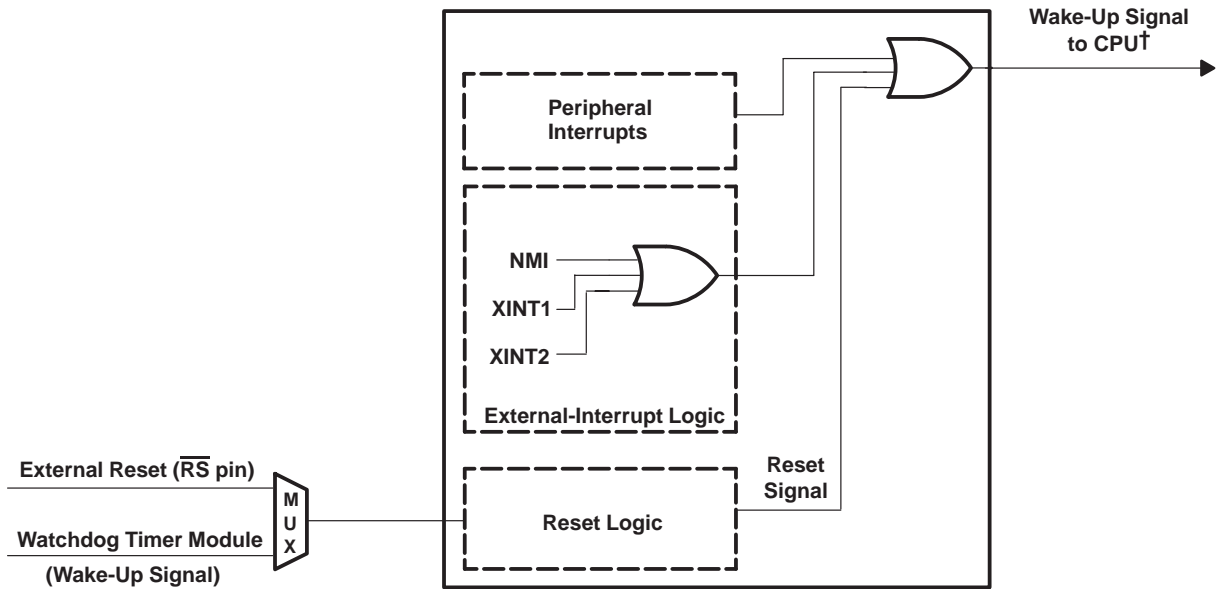 Wake-Up Signal
to CPU†
Peripheral
Interrupts
NMI
XINT1
XINT2
External-Interrupt Logic
External Reset (R̅S̅ pin)
Reset
Signal
M
U
X
Reset Logic
Watchdog Timer Module
(Wake-Up Signal)